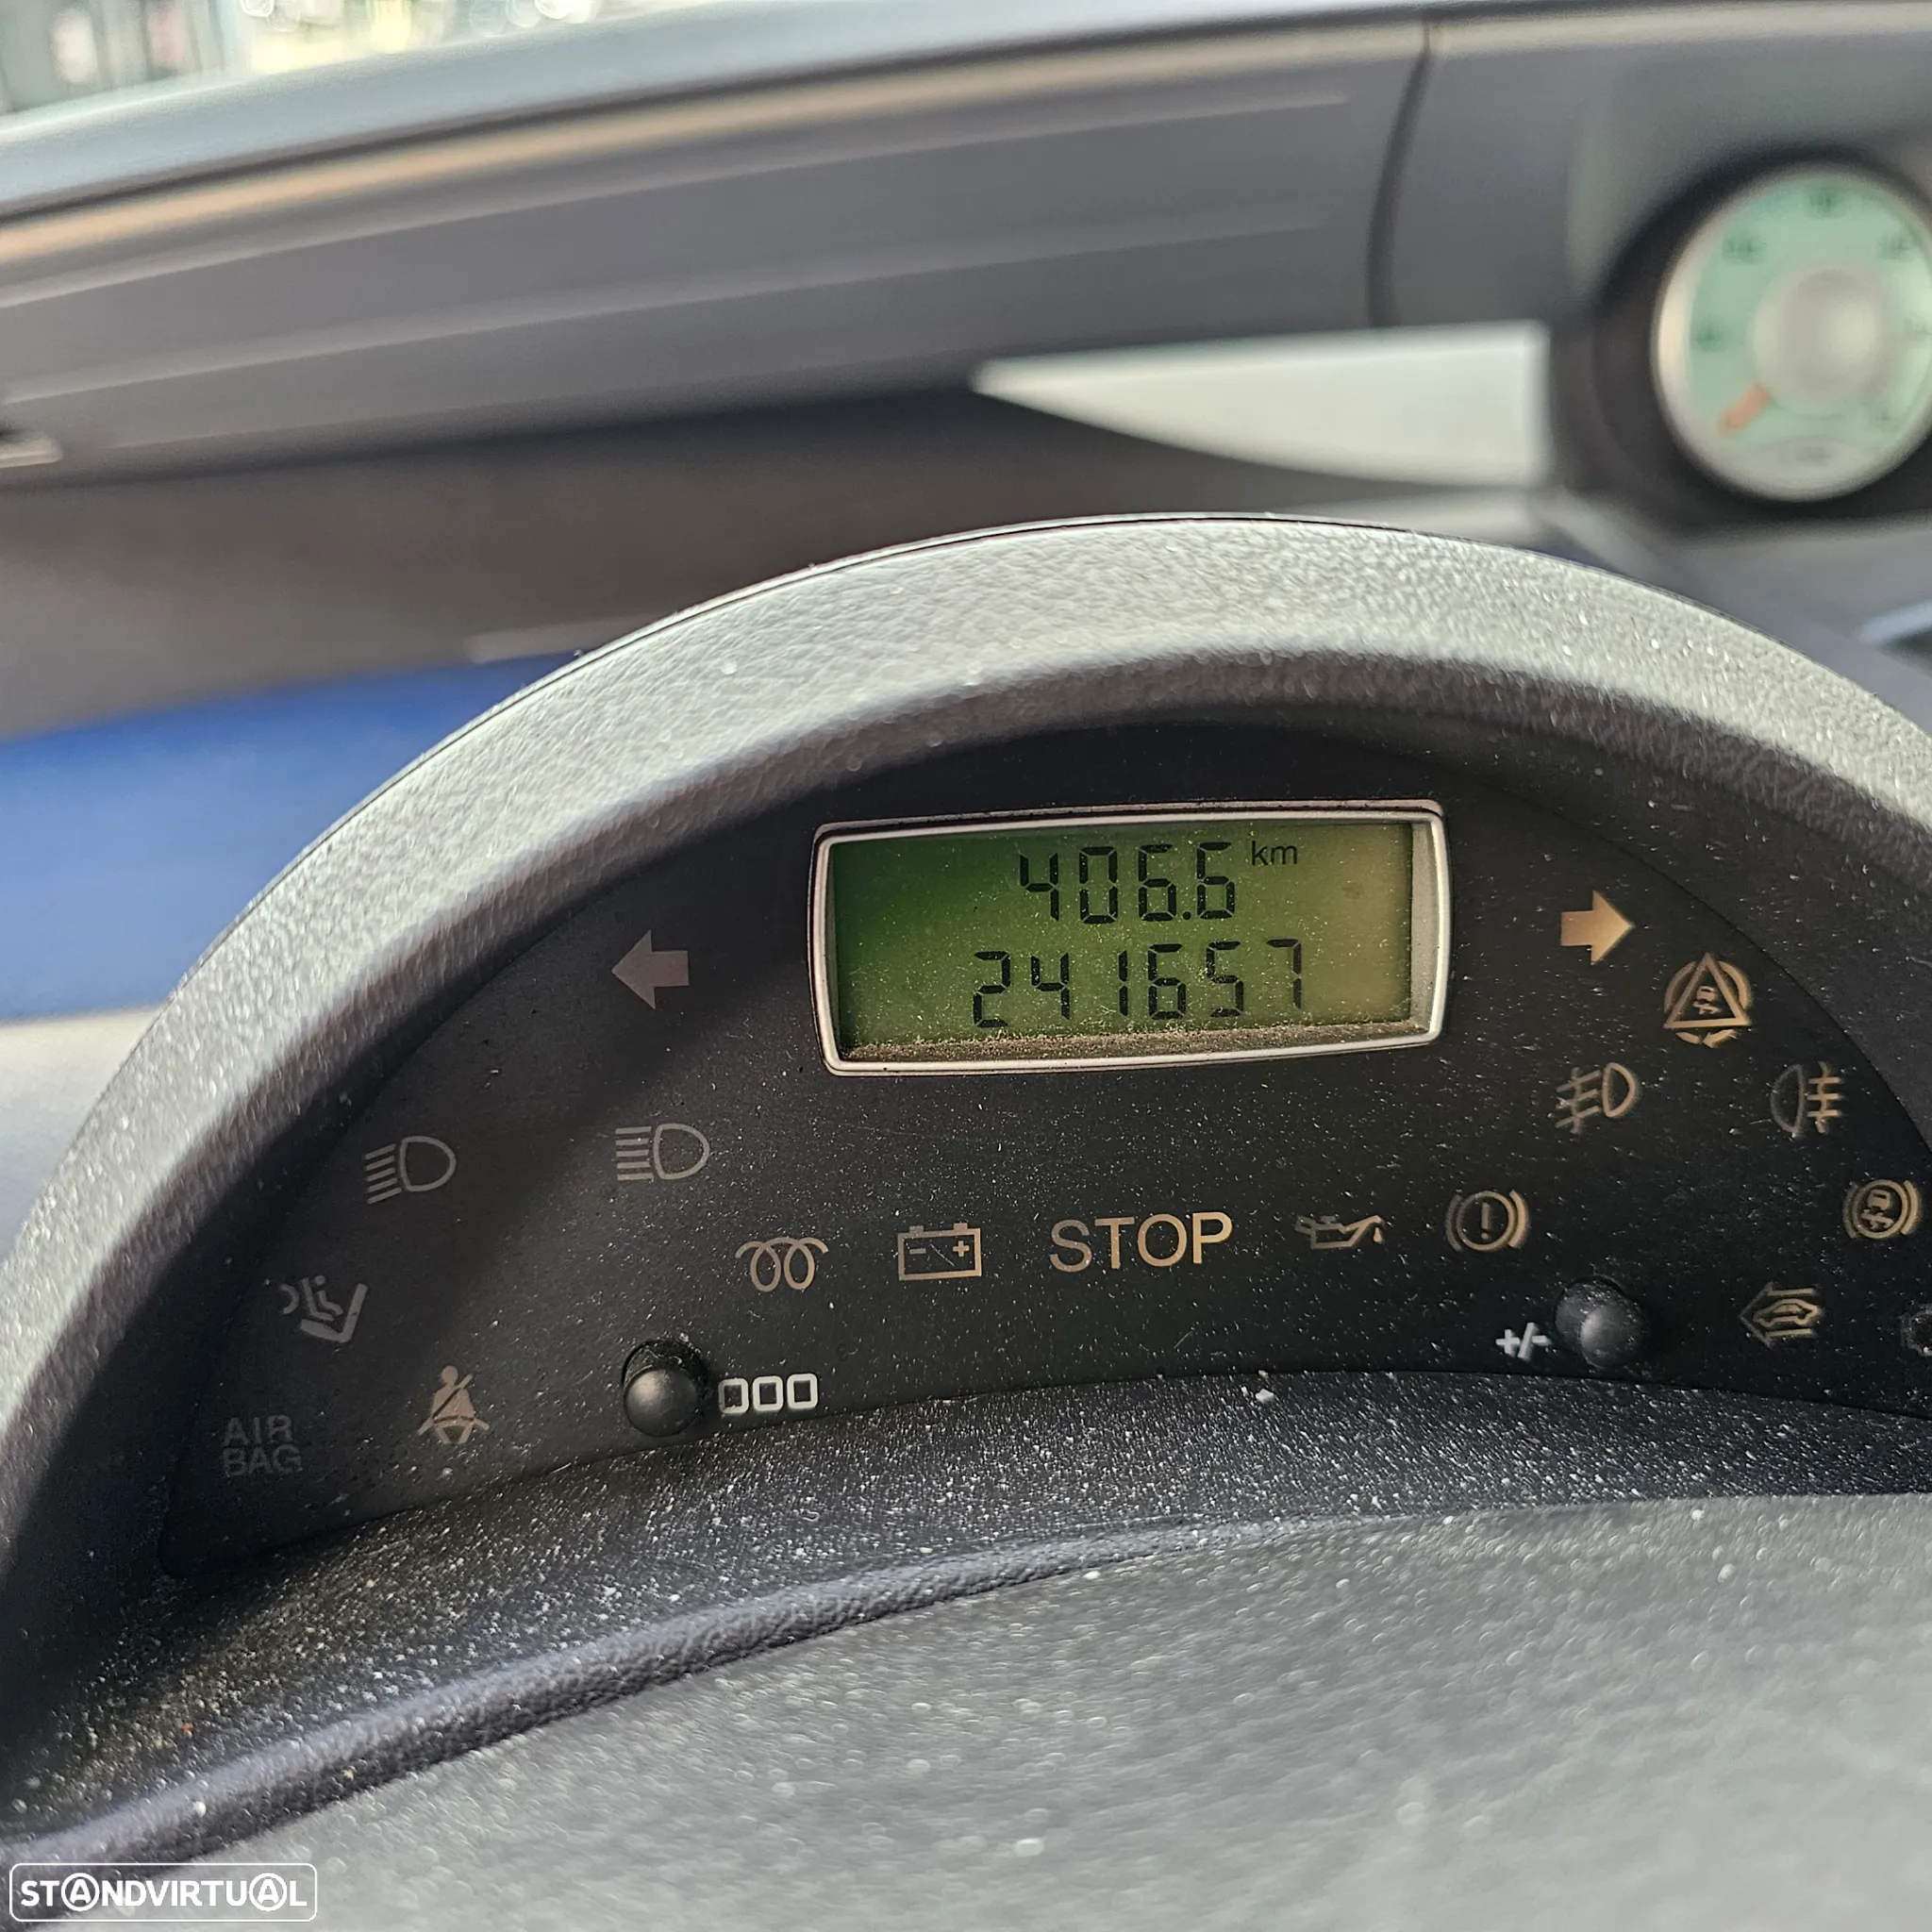 406.6 km
241657
STOP
+/-
000
AIR
BAG
STANDVIRTUAL